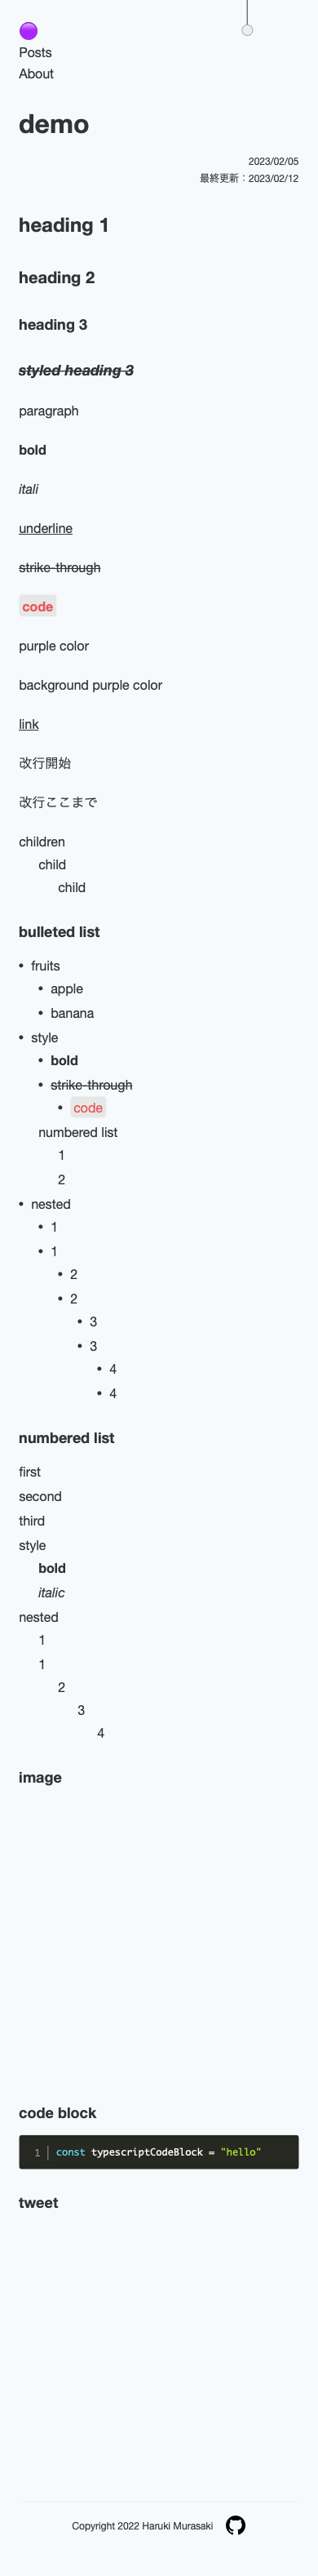 Posts
About
demo
2023/02/05
最終更新：2023/02/12
heading 1
heading 2
heading 3
styled heading 3
paragraph
bold
itali
underline
strike-through
code
purple color
background purple color
link
改行開始
改行ここまで
children
child
child
bulleted list
• fruits
• apple
• banana
• style
• bold
• strike-through
• code
numbered list
1
2
• nested
• 1
• 1
• 2
• 2
• 3
• 3
• 4
• 4
numbered list
first
second
third
style
bold
italic
nested
1
1
2
3
4
image
code block
1 const typescriptCodeBlock = "hello"
tweet
Copyright 2022 Haruki Murasaki